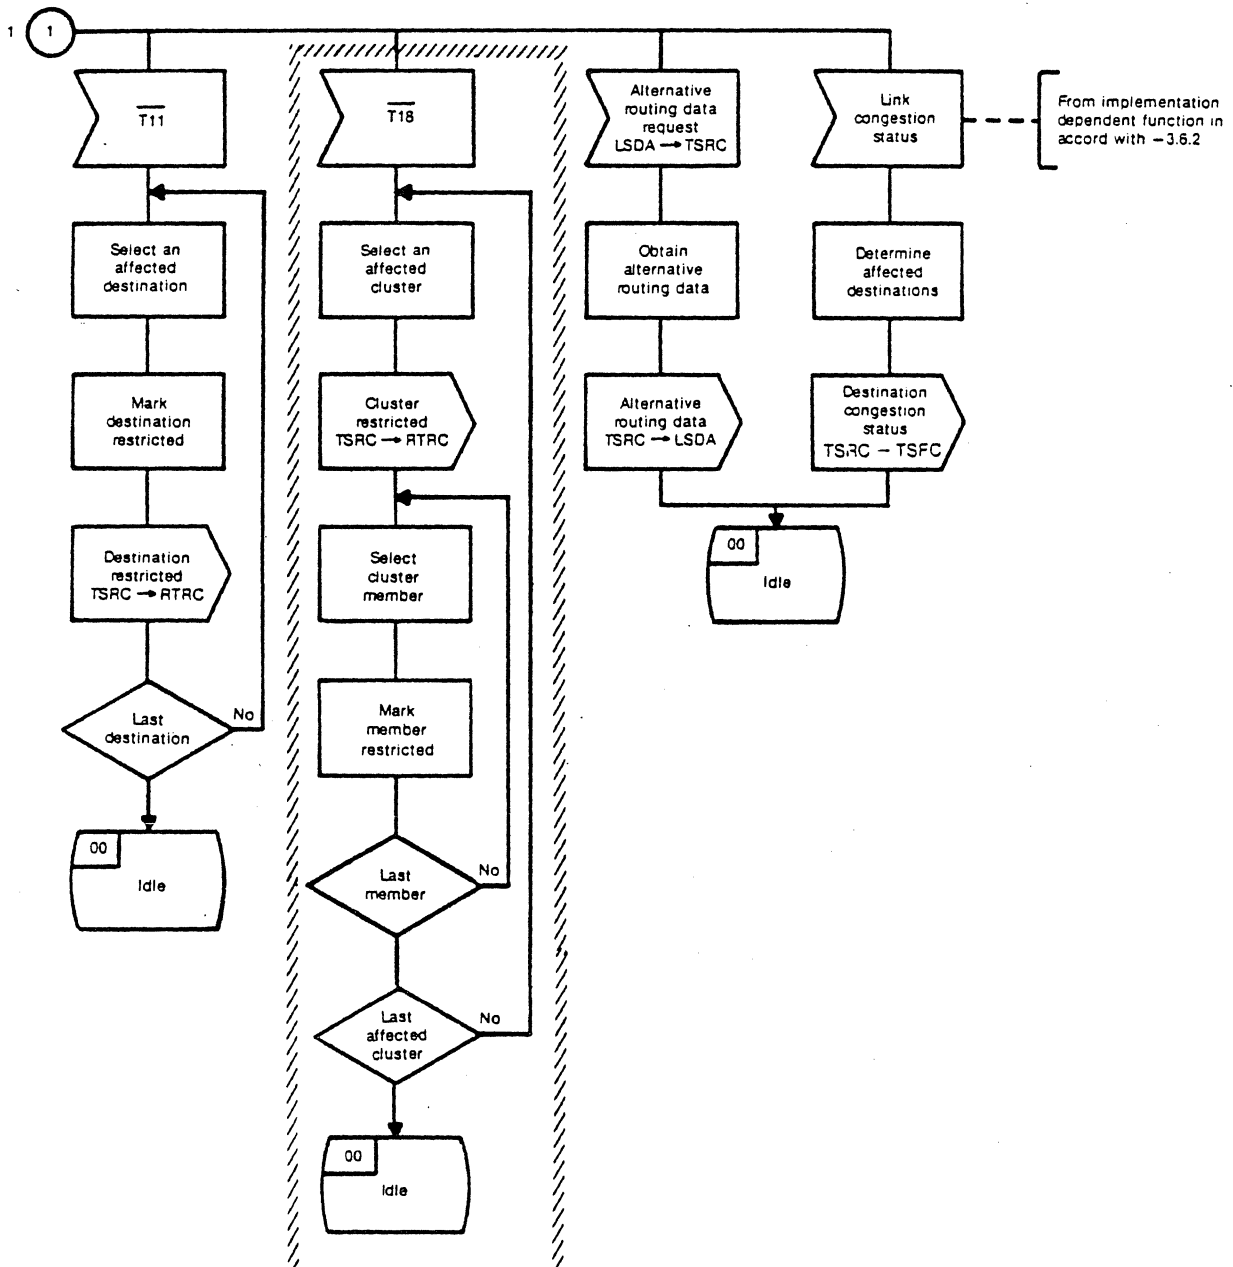 1
1
T11
Select an
affected
destination
Mark
destination
restricted
Destination
restricted
TSRC → RTRC
Last
destination
No
00
Idle
T18
Select an
affected
cluster
Cluster
restricted
TSRC → RTRC
Select
cluster
member
Mark
member
restricted
Last
member
No
Last
affected
cluster
No
00
Idle
Alternative
routing data
request
LSDA → TSRC
Obtain
alternative
routing data
Alternative
routing data
TSRC → LSDA
Link
congestion
status
From implementation
dependent function in
accord with –3.6.2
Determine
affected
destinations
Destination
congestion
status
TSRC – TSFC
00
Idle